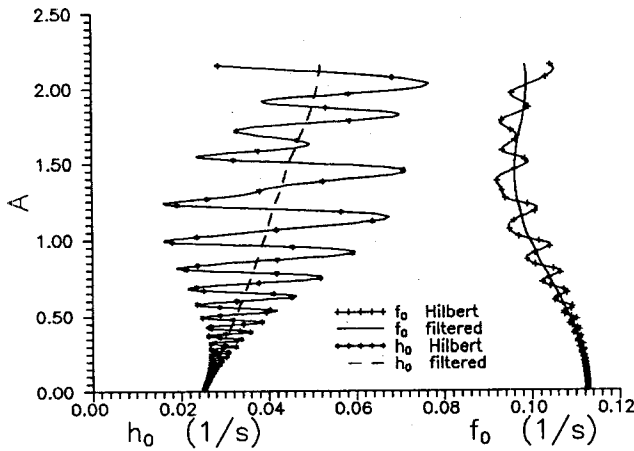 2.50
2.00
1.50
1.00
0.50
0.00
A
f₀ Hilbert
f₀ filtered
h₀ Hilbert
h₀ filtered
0.00 0.02 0.04 0.06 0.08 0.10 0.12
h₀ (1/s) f₀ (1/s)